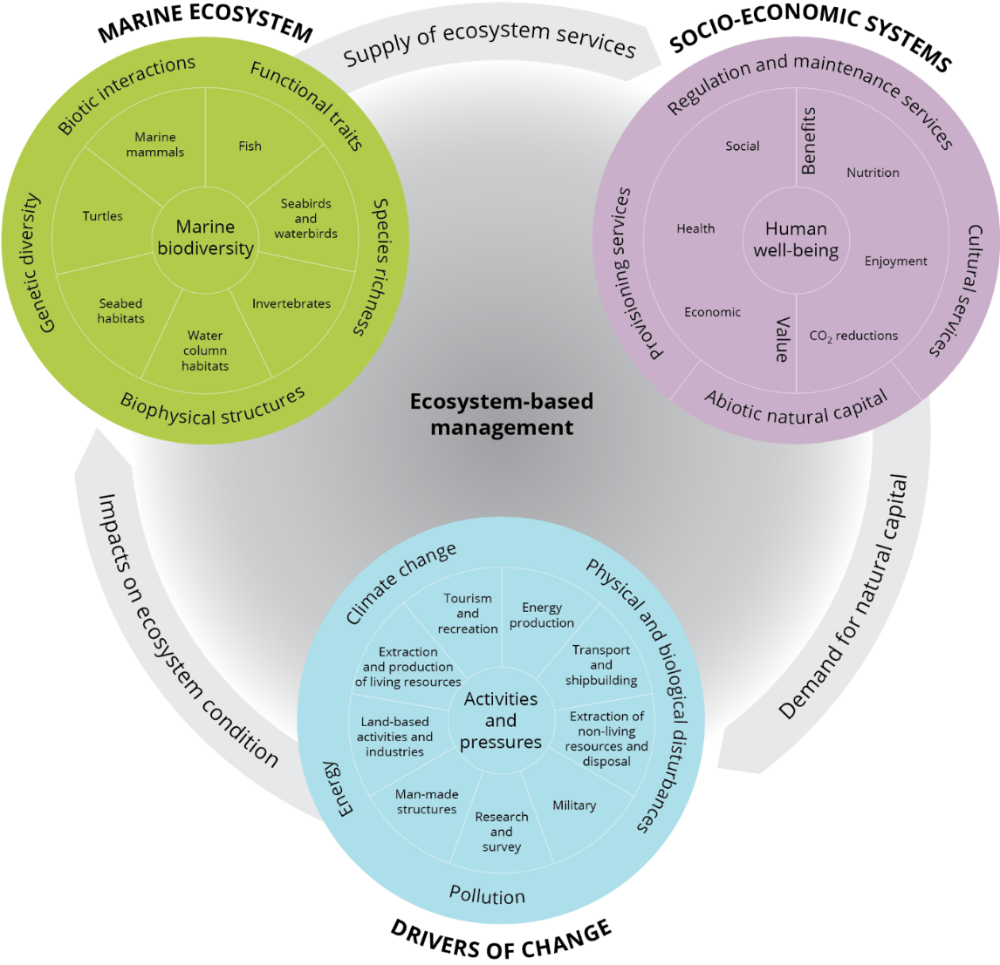 MARINE ECOSYSTEM
Supply of ecosystem services
SOCIO-ECONOMIC SYSTEMS
Biotic interactions
Functional traits
Species richness
Biophysical structures
Genetic diversity
Marine
mammals
Fish
Seabirds
and
waterbirds
Invertebrates
Water
column
habitats
Seabed
habitats
Turtles
Marine
biodiversity
Regulation and maintenance services
Cultural services
Abiotic natural capital
Provisioning services
Social
Benefits
Nutrition
Health
Enjoyment
Economic
Value
CO₂ reductions
Human
well-being
Ecosystem-based
management
Impacts on ecosystem condition
Demand for natural capital
Climate change
Physical and biological disturbances
Pollution
Energy
Tourism
and
recreation
Energy
production
Transport
and
shipbuilding
Extraction of
non-living
resources and
disposal
Military
Research
and
survey
Man-made
structures
Land-based
activities and
industries
Extraction
and production
of living resources
Activities
and
pressures
DRIVERS OF CHANGE